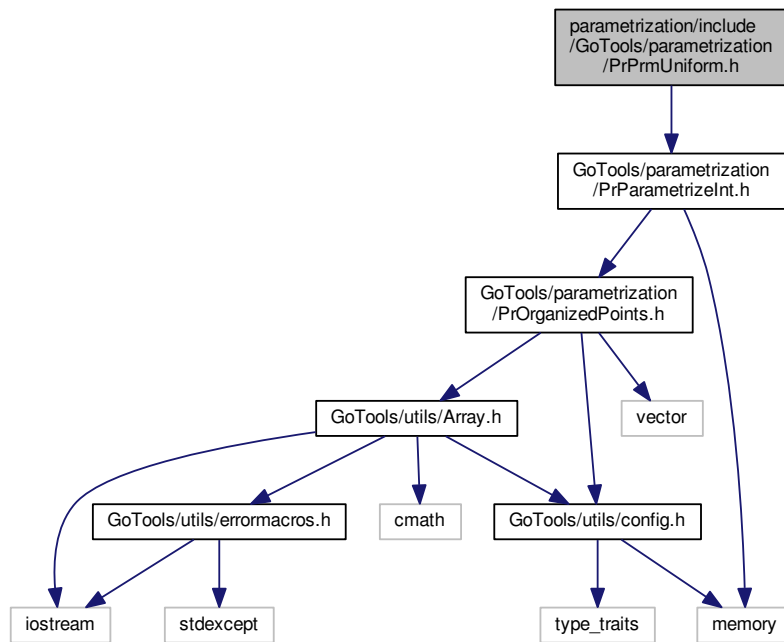 parametrization/include
/GoTools/parametrization
/PrPrmUniform.h
GoTools/parametrization
/PrParametrizeInt.h
GoTools/parametrization
/PrOrganizedPoints.h
GoTools/utils/Array.h
vector
GoTools/utils/errormacros.h
cmath
GoTools/utils/config.h
iostream
stdexcept
type_traits
memory